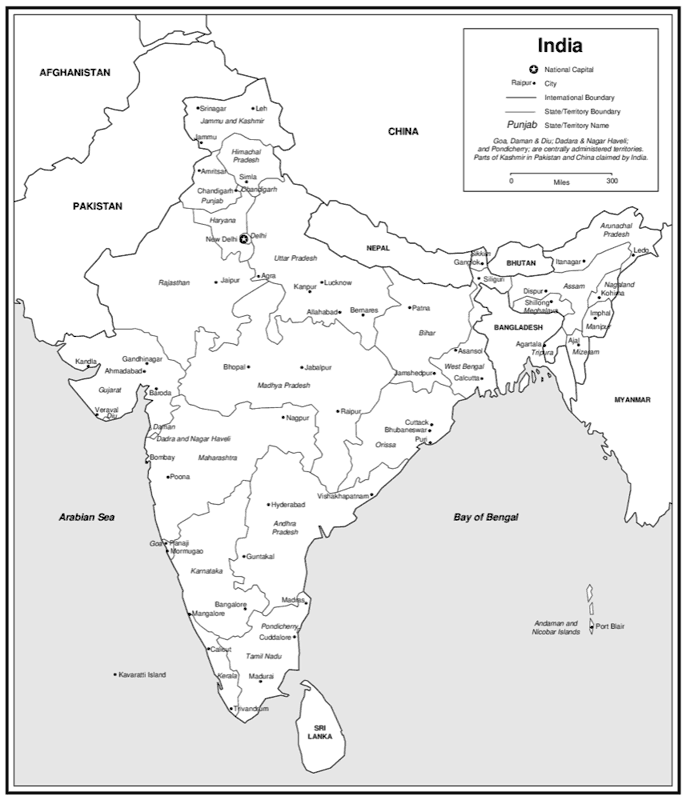 India
National Capital
Raipur City
International Boundary
State/Territory Boundary
Punjab State/Territory Name
Goa, Daman & Diu; Dadara & Nagar Haveli;
and Pondicherry; are centrally administered territories.
Parts of Kashmir in Pakistan and China claimed by India.
0 300
Miles
AFGHANISTAN
Srinagar Leh
Jammu and Kashmir
CHINA
Jammu
Himachal
Pradesh
Amritsar
Simla
Chandigarh Chandigarh
Punjab
PAKISTAN
Haryana
New Delhi Delhi
Arunachal
Pradesh
NEPAL
Sikkim
Gangtok
BHUTAN
Itanagar
Ledo
Uttar Pradesh
Agra
Rajasthan
Jaipur
Lucknow
Kanpur
Siliguri
Dispur
Assam
Nagaland
Kohima
Allahabad
Benares
Patna
Shillong
Meghalaya
Imphal
Manipur
BANGLADESH
Bihar
Agartala
Tripura
Ajal
Mizeram
Kandla
Gandhinagar
Ahmadabad
Bhopal
Jabalpur
Asansol
West Bengal
Jamshedpur
Calcutta
Gujarat
Baroda
Madhya Pradesh
MYANMAR
Veraval
Diu
Nagpur
Raipur
Cuttack
Bhubaneswar
Puri
Orissa
Daman
Dadra and Nagar Haveli
Bombay
Maharashtra
Poona
Vishakhapatnam
Hyderabad
Arabian Sea
Bay of Bengal
Andhra
Pradesh
Goa Panaji
Mormugao
Guntakal
Karnataka
Bangalore
Madras
Mangalore
Pondicherry
Cuddalore
Andaman and
Nicobar Islands
Port Blair
Calicut
Tamil Nadu
Kavaratti Island
Kerala
Madurai
Trivandrum
SRI
LANKA